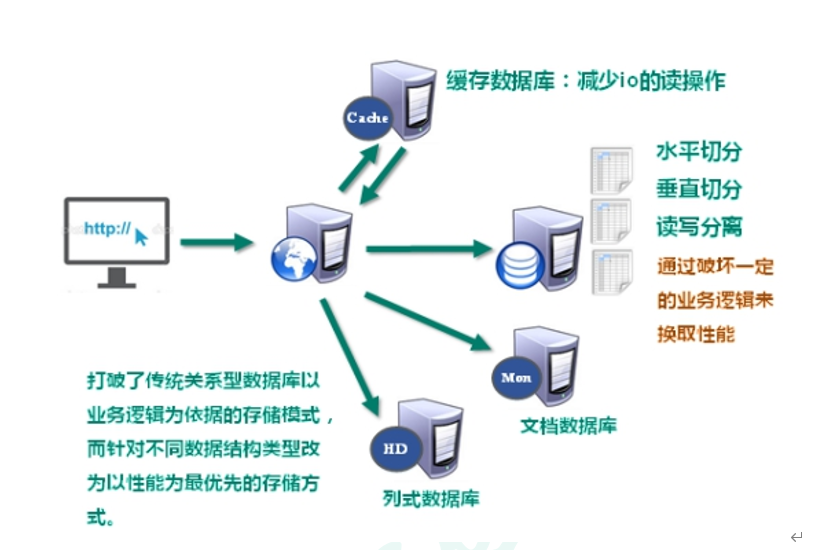 缓存数据库：减少io的读操作
Cache
水平切分
垂直切分
读写分离
http://
通过破坏一定
的业务逻辑来
换取性能
Mon
文档数据库
打破了传统关系型数据库以
业务逻辑为依据的存储模式，
而针对不同数据结构类型改
为以性能为最优先的存储方
式。
HD
列式数据库